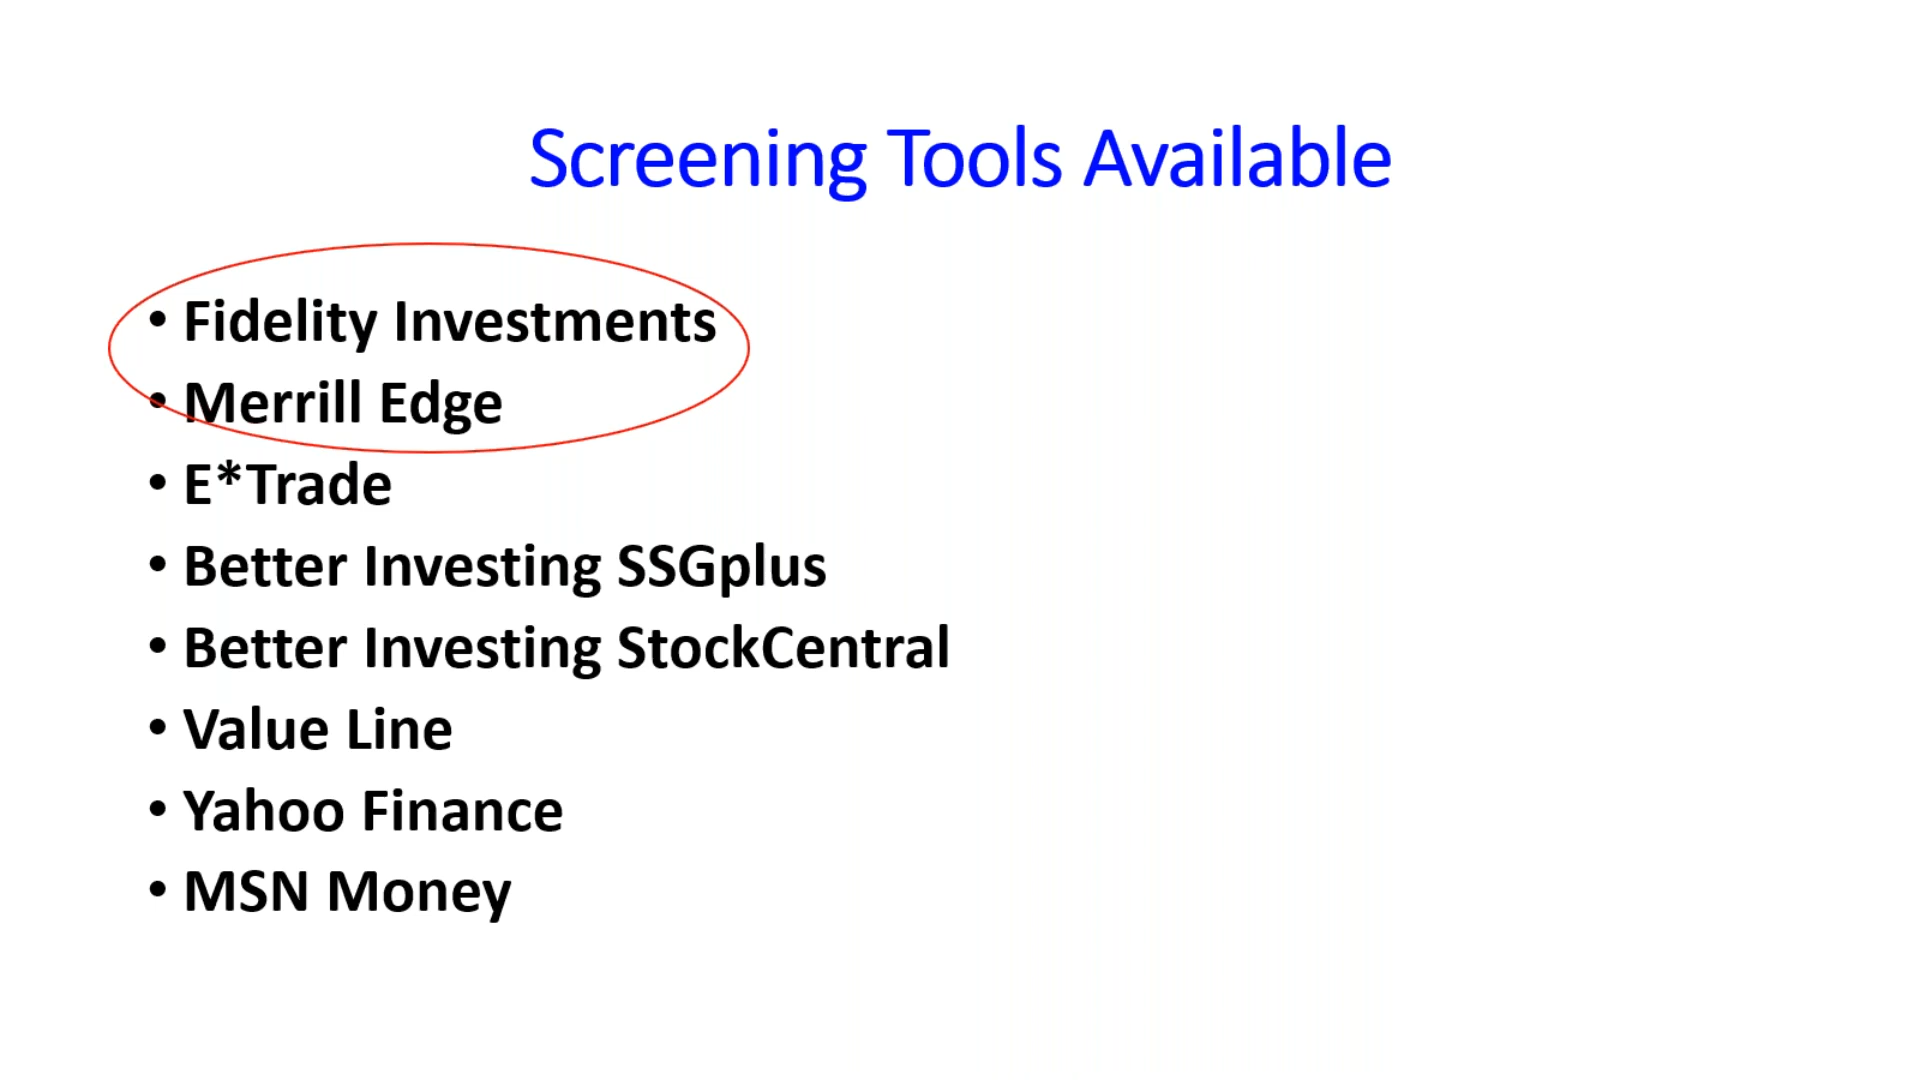 Screening Tools Available
• Fidelity Investments
• Merrill Edge
• E*Trade
• Better Investing SSGplus
• Better Investing StockCentral
• Value Line
• Yahoo Finance
• MSN Money